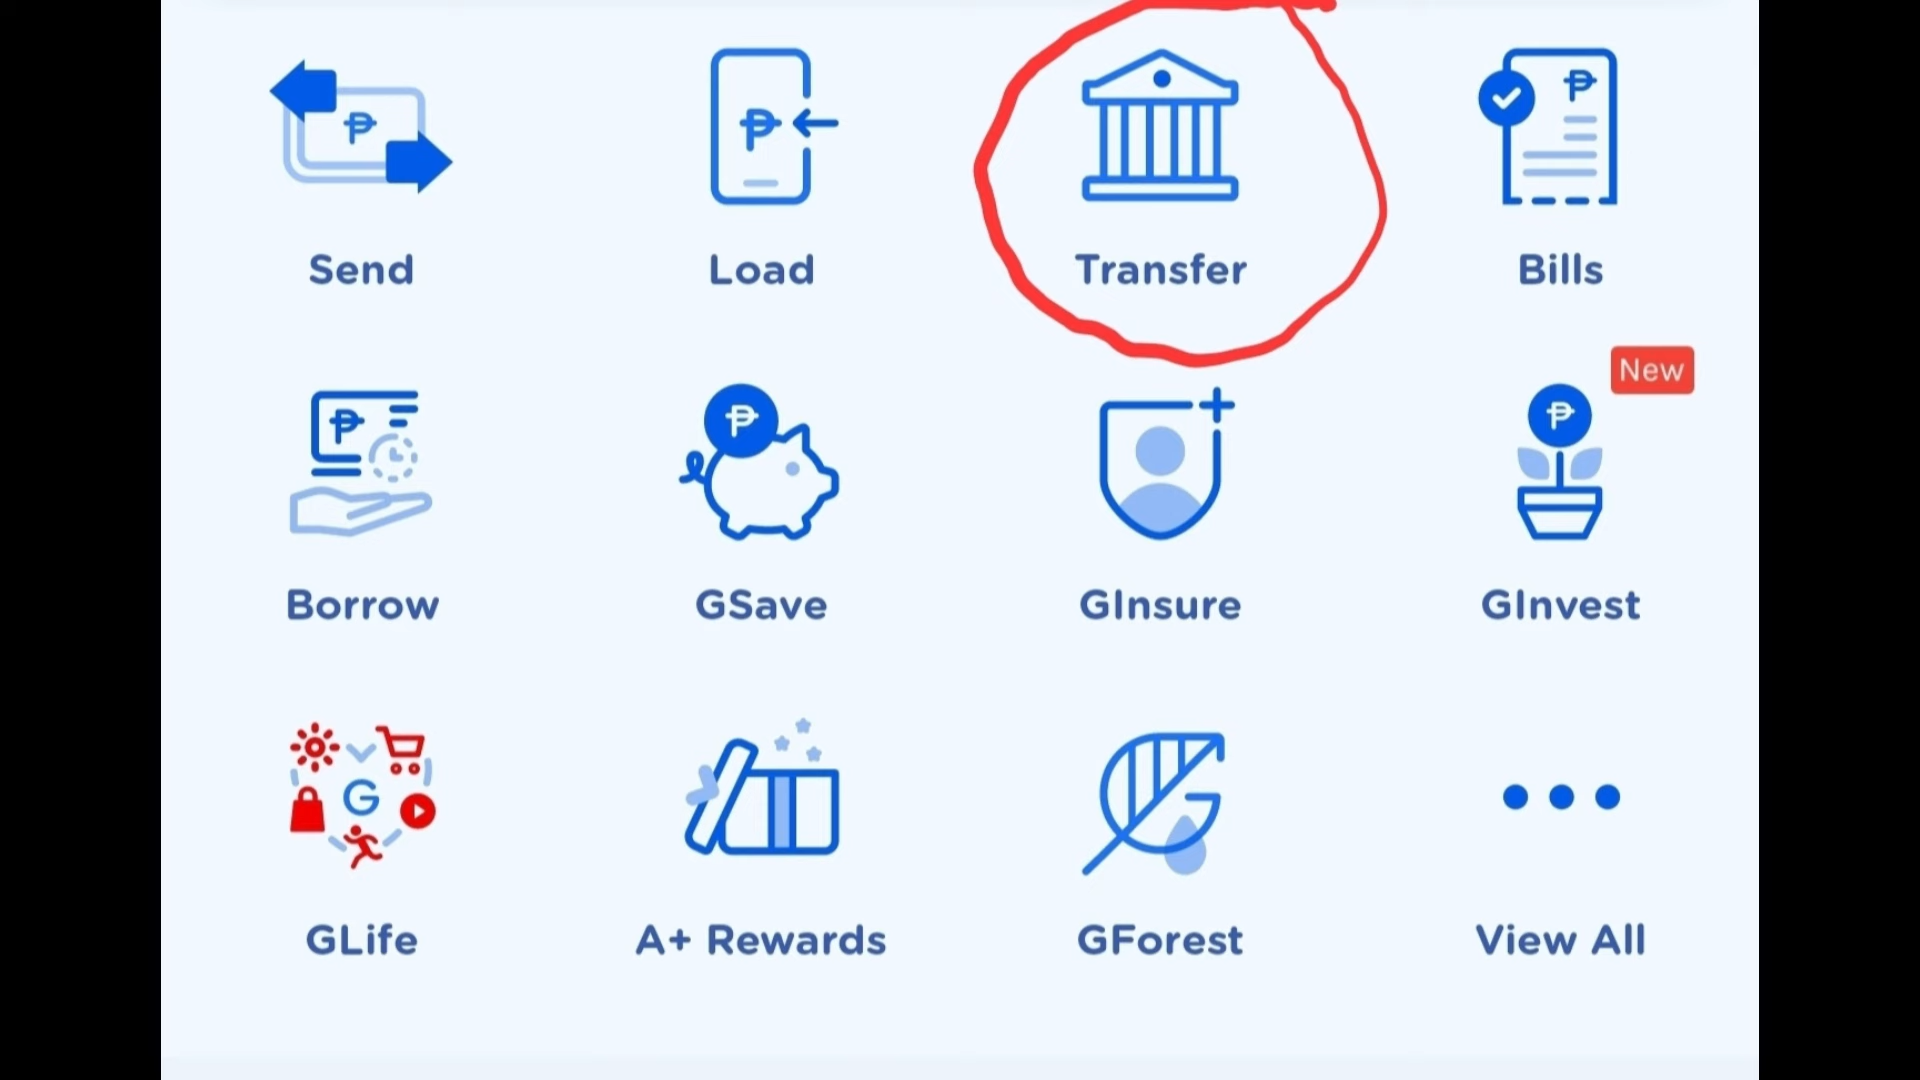 Send
Load
Transfer
Bills
New
Borrow
GSave
GInsure
GInvest
GLife
A+ Rewards
GForest
View All